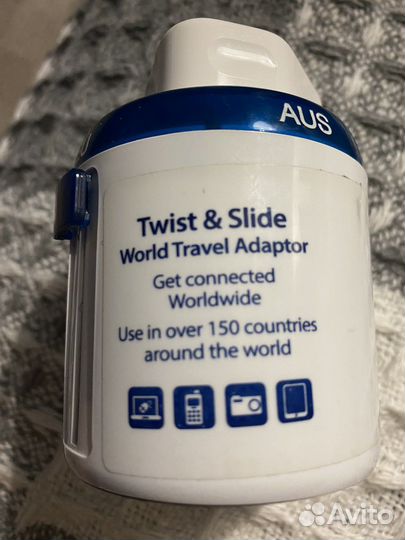 AUS
Twist & Slide
World Travel Adaptor
Get connected
Worldwide
Use in over 150 countries
around the world
Avito